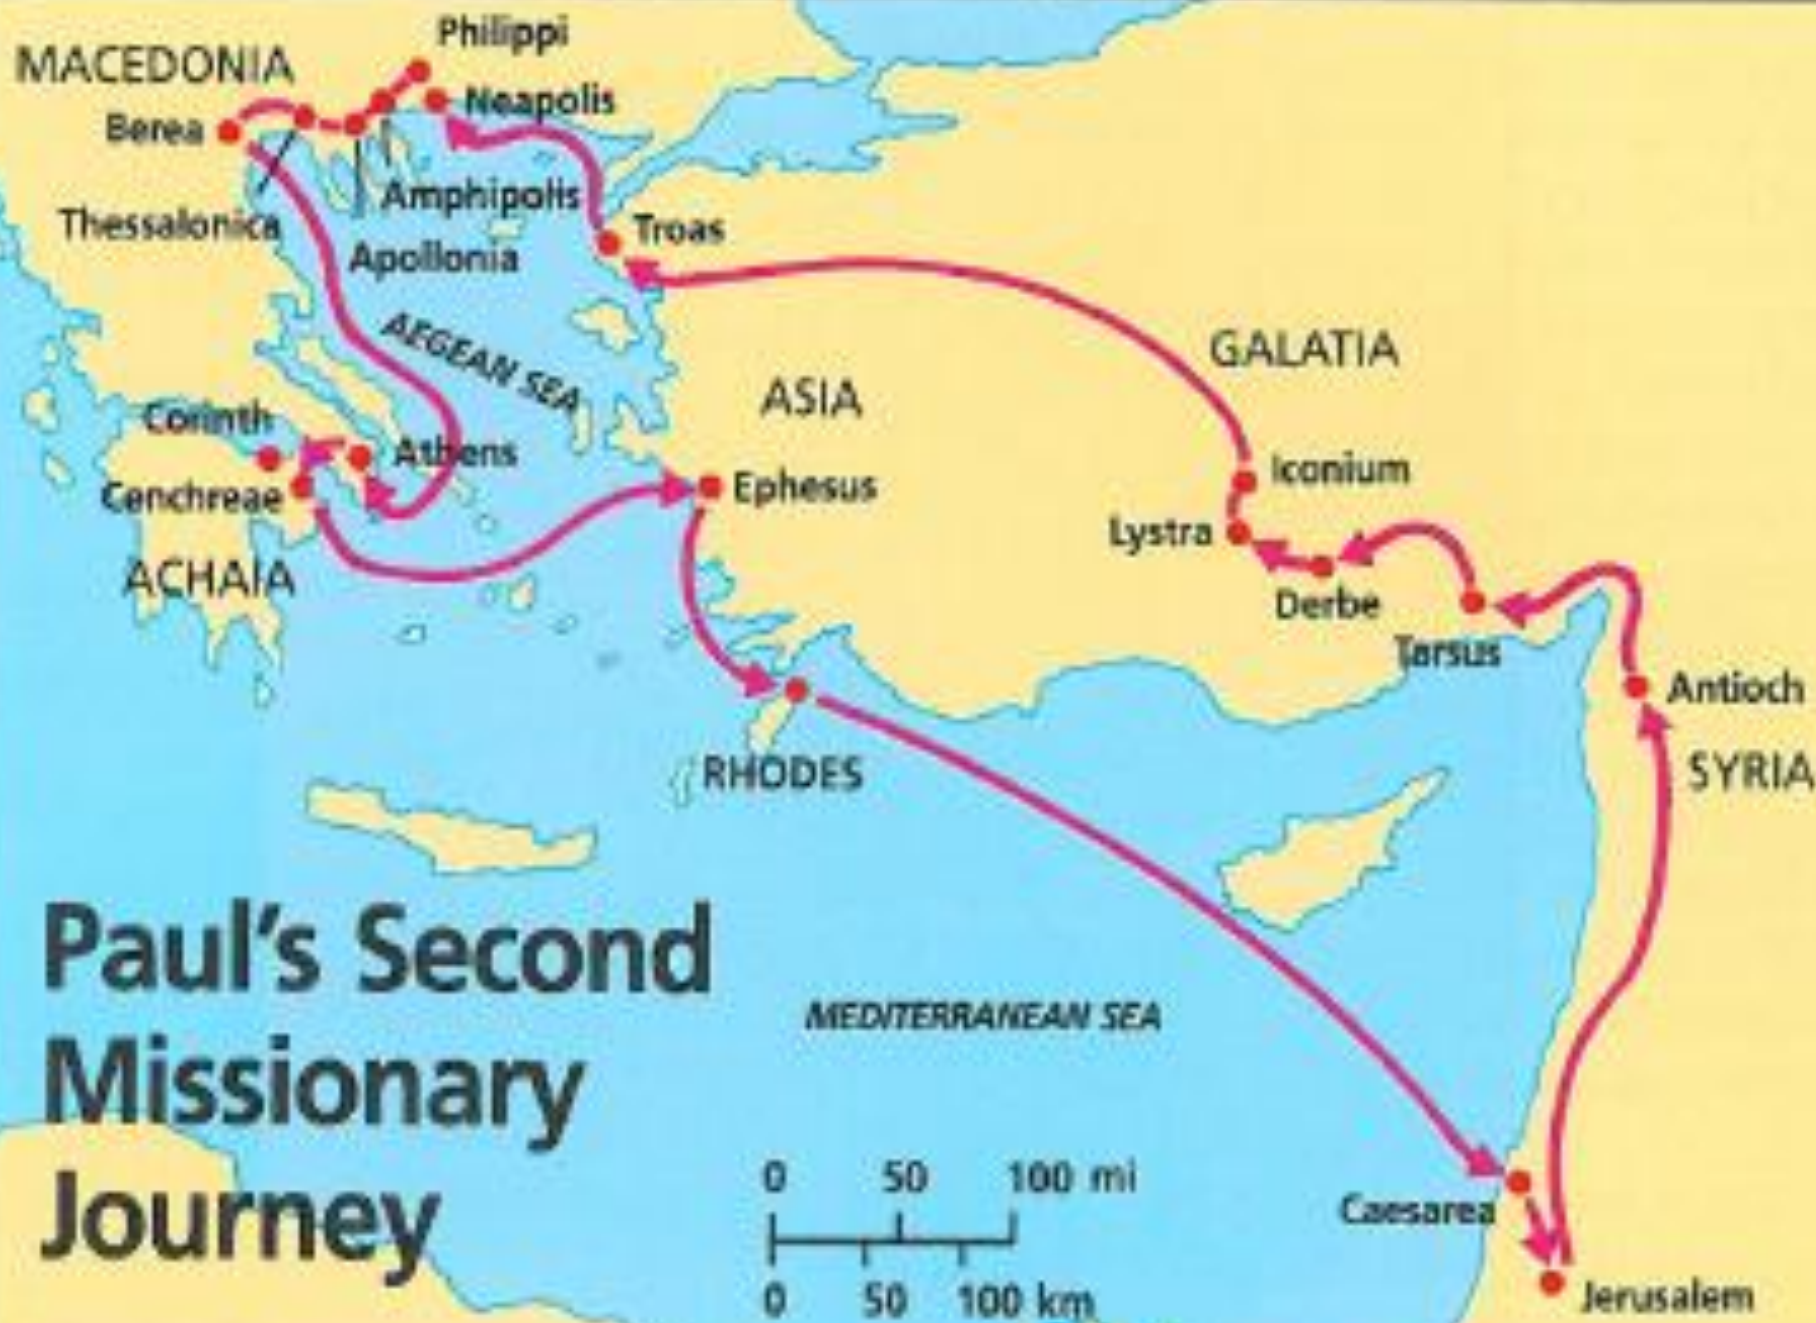 Philippi
MACEDONIA
Neapolis
Berea
Amphipolis
Thessalonica
Troas
Apollonia
AEGEAN SEA
GALATIA
ASIA
Corinth
Athens
Iconium
Cenchreae
Ephesus
Lystra
ACHAIA
Derbe
Tarsus
Antioch
RHODES
SYRIA
Paul's Second
Missionary
Journey
MEDITERRANEAN SEA
0 50 100 mi
Caesarea
0 50 100 km
Jerusalem